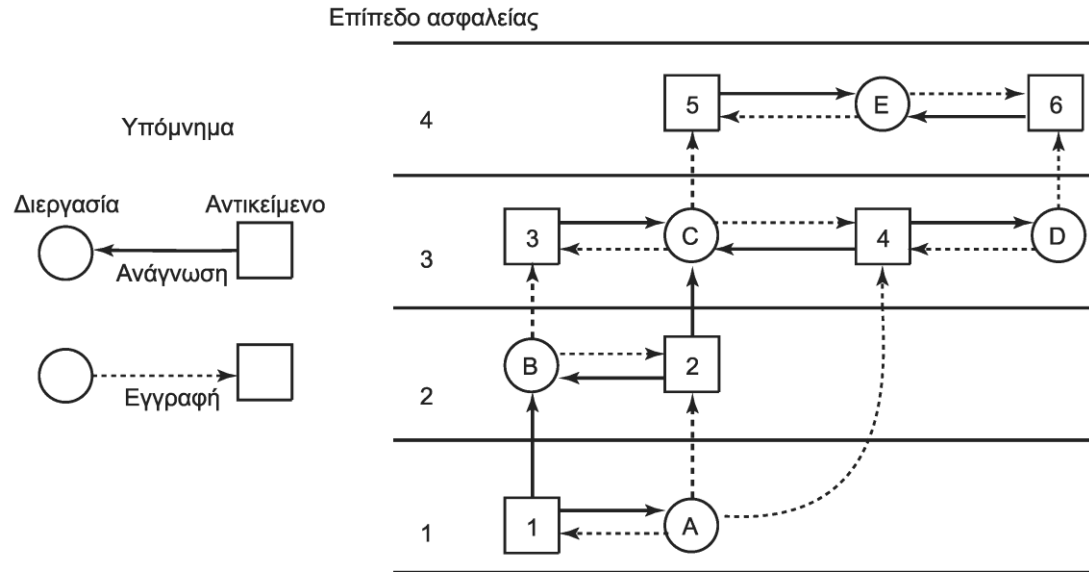 Επίπεδο ασφαλείας
Υπόμνημα
Διεργασία
Αντικείμενο
Ανάγνωση
Εγγραφή
4
5
E
6
3
3
C
4
D
2
B
2
1
1
A